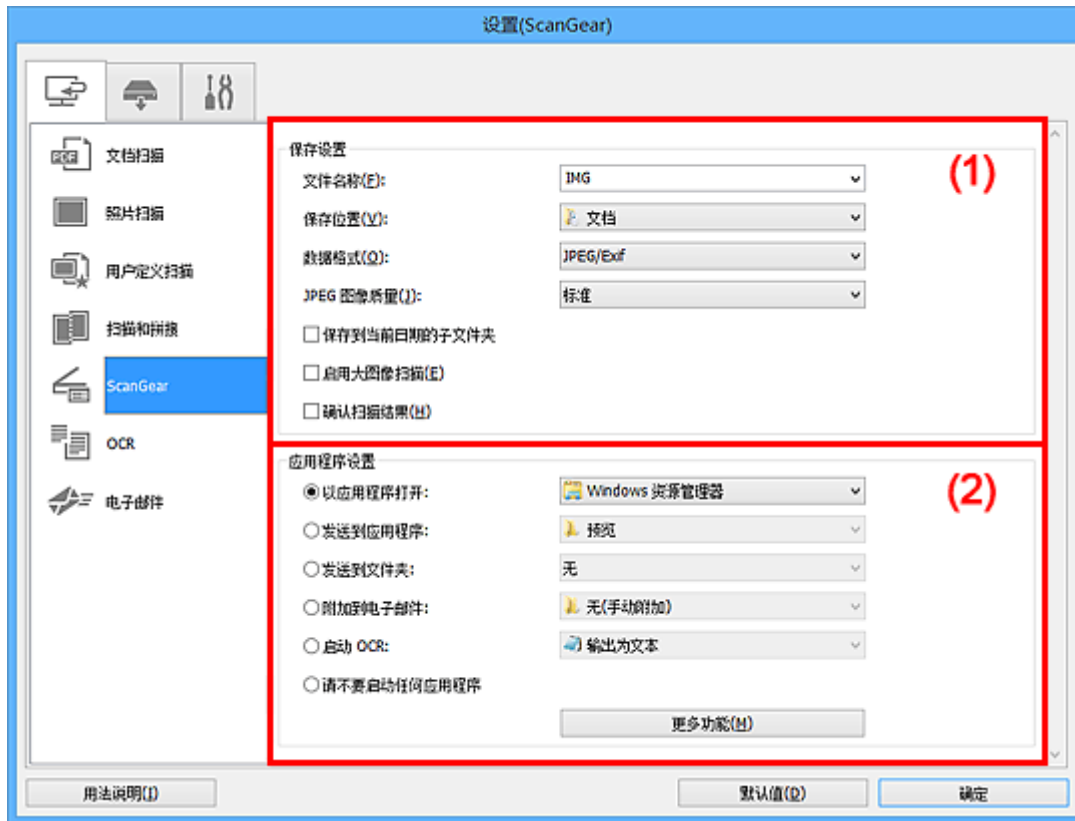 设置(ScanGear)
PDF
文档扫描
照片扫描
用户定义扫描
扫描和拼接
ScanGear
OCR
电子邮件
(1)
保存设置
文件名称(F): IMG
保存位置(V): 文档
数据格式(O): JPEG/Exif
JPEG 图像质量(J): 标准
保存到当前日期的子文件夹
启用大图像扫描(E)
确认扫描结果(H)
(2)
应用程序设置
以应用程序打开: Windows 资源管理器
发送到应用程序: 预览
发送到文件夹: 无
附加到电子邮件: 无(手动附加)
启动 OCR: 输出为文本
请不要启动任何应用程序
更多功能(M)
用法说明(I) 默认值(D) 确定